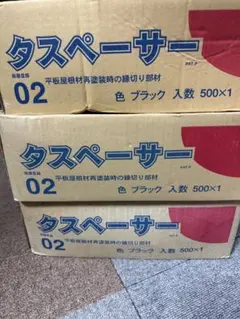 タスペーサー
02
平板屋根材再塗装時の縁切り部材
色 ブラック 入数 500×1
タスペーサー
02
平板屋根材再塗装時の縁切り部材
色 ブラック 入数 500×1
タスペーサー
02
平板屋根材再塗装時の縁切り部材
色 ブラック 入数 500×1